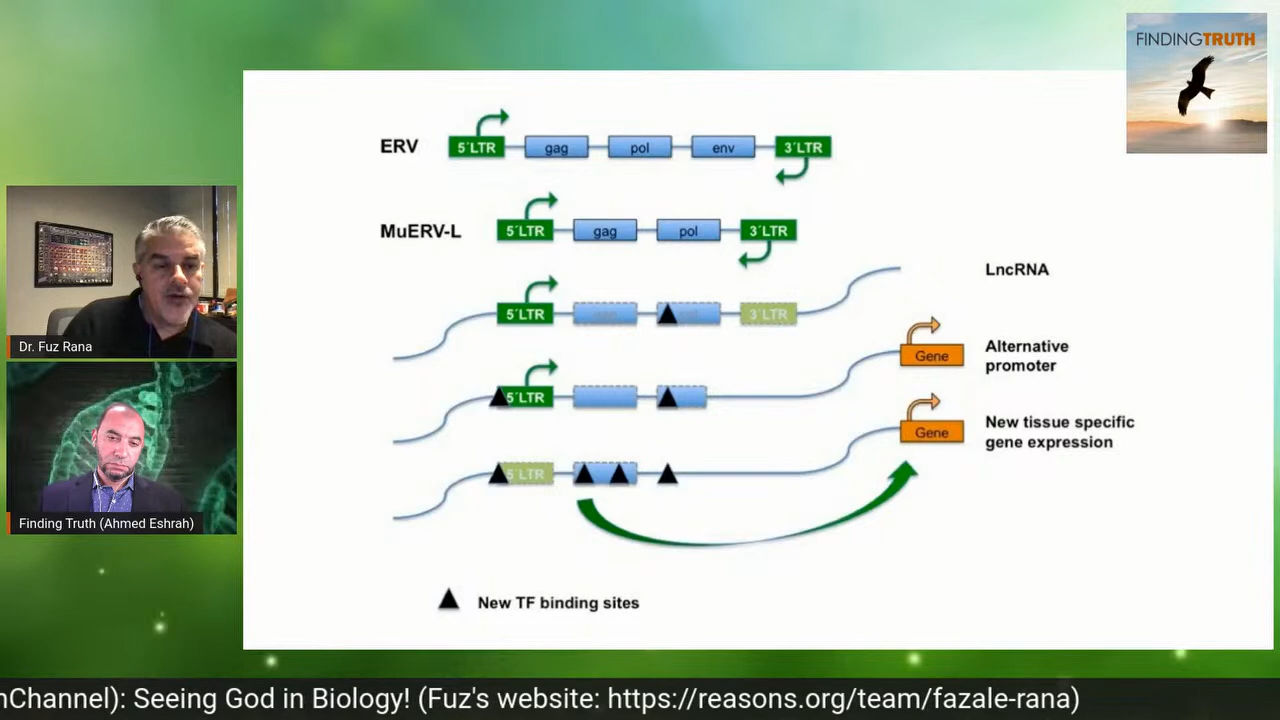 FINDINGTRUTH
ERV
5´LTR
gag
pol
env
3´LTR
MuERV-L
5´LTR
gag
pol
3´LTR
LncRNA
5´LTR
3´LTR
Gene
Alternative
promoter
5´LTR
Gene
New tissue specific
gene expression
5´LTR
New TF binding sites
Dr. Fuz Rana
Finding Truth (Ahmed Eshrah)
nChannel): Seeing God in Biology! (Fuz's website: https://reasons.org/team/fazale-rana)